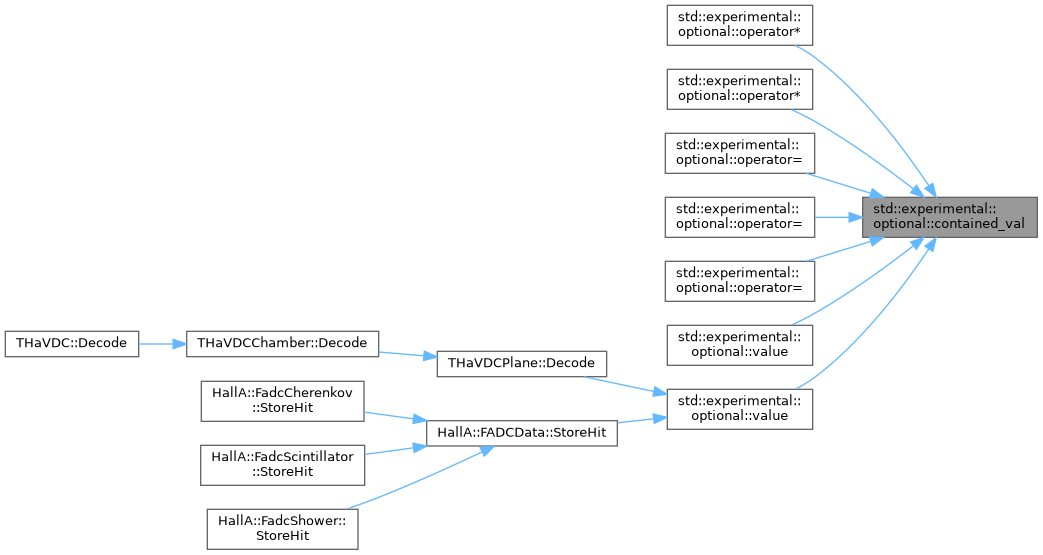 std::experimental::
optional::operator*
std::experimental::
optional::operator*
std::experimental::
optional::operator=
std::experimental::
optional::contained_val
std::experimental::
optional::operator=
std::experimental::
optional::operator=
std::experimental::
optional::value
THaVDC::Decode
THaVDCChamber::Decode
THaVDCPlane::Decode
std::experimental::
optional::value
HallA::FadcCherenkov
::StoreHit
HallA::FADCData::StoreHit
HallA::FadcScintillator
::StoreHit
HallA::FadcShower::
StoreHit